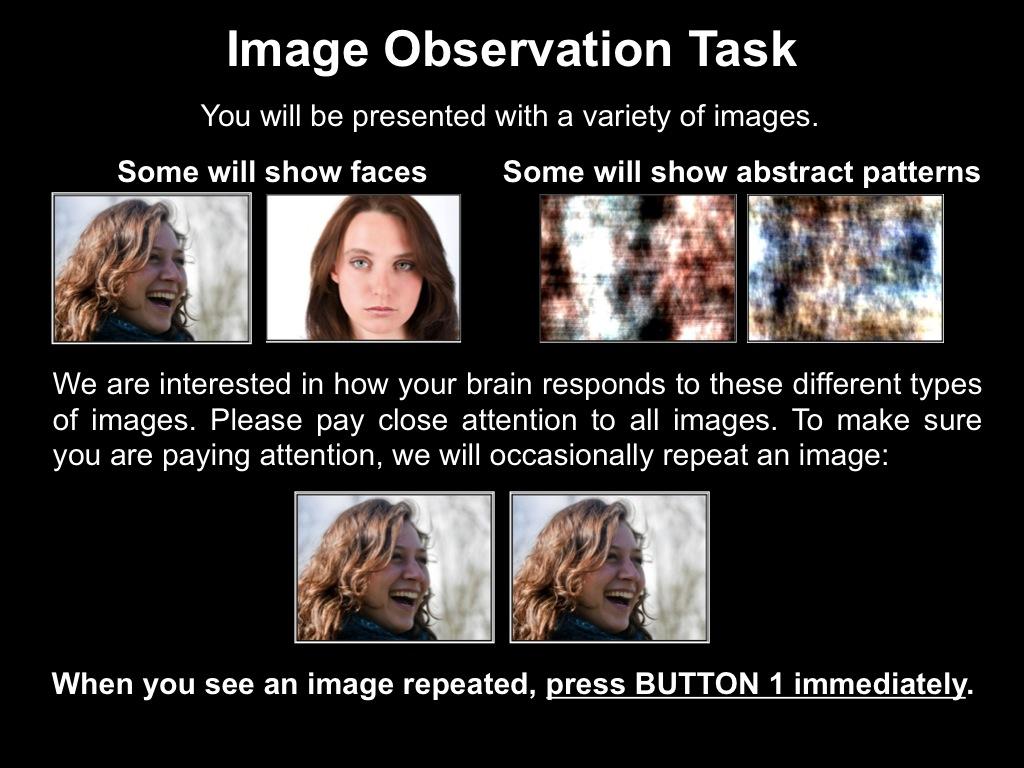 Image Observation Task
You will be presented with a variety of images.
Some will show faces
Some will show abstract patterns
We are interested in how your brain responds to these different types
of images. Please pay close attention to all images. To make sure
you are paying attention, we will occasionally repeat an image:
When you see an image repeated, press BUTTON 1 immediately.